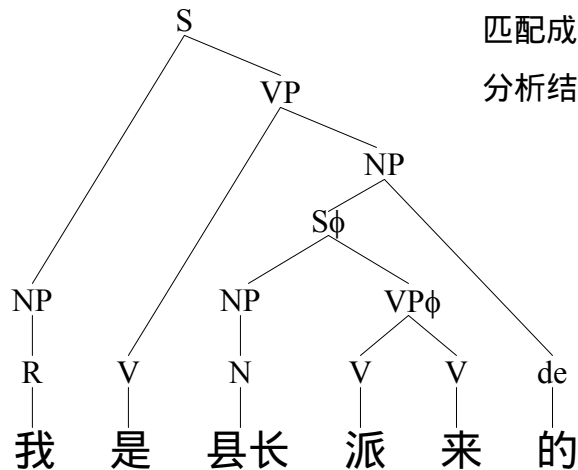 S
匹配成
VP
分析结
NP
Sϕ
NP NP VPϕ
R V N V V de
我 是 县长 派 来 的